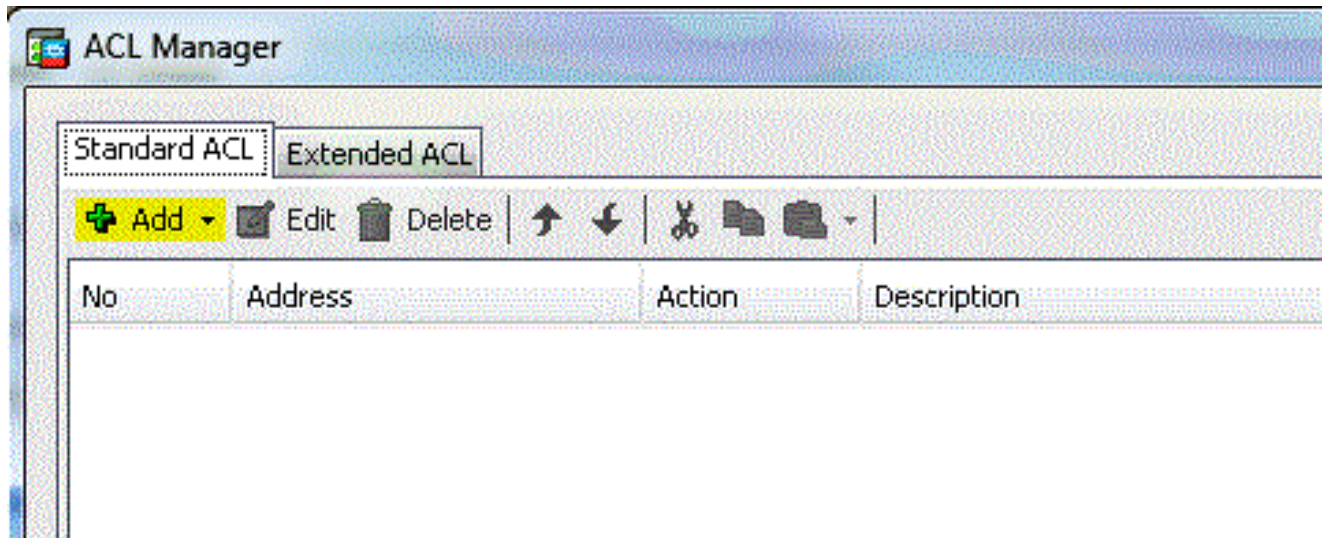 ACL Manager
Standard ACL Extended ACL
Add Edit Delete
No Address Action Description